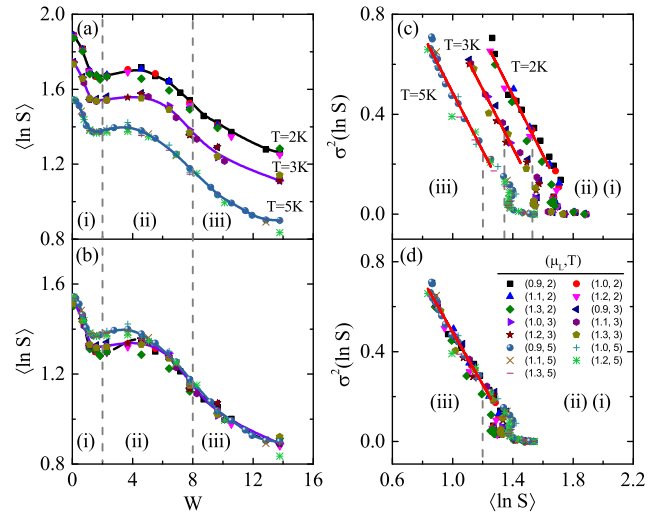 (a)
2.0
1.6
1.2
0.8
⟨ln S⟩
T=2K
T=3K
T=5K
(i)
(ii)
(iii)
(b)
1.6
1.2
0.8
⟨ln S⟩
(i)
(ii)
(iii)
0
4
8
12
16
W
(c)
0.8
0.4
0.0
σ²(ln S)
T=3K
T=2K
T=5K
(iii)
(ii) (i)
(d)
0.8
0.4
0.0
σ²(ln S)
(μ_L,T)
(0.9, 2) (1.0, 2)
(1.1, 2) (1.2, 2)
(1.3, 2) (0.9, 3)
(1.0, 3) (1.1, 3)
(1.2, 3) (1.3, 3)
(0.9, 5) (1.0, 5)
(1.1, 5) (1.2, 5)
(1.3, 5)
(iii)
(ii) (i)
0.6
1.0
1.4
1.8
2.2
⟨ln S⟩